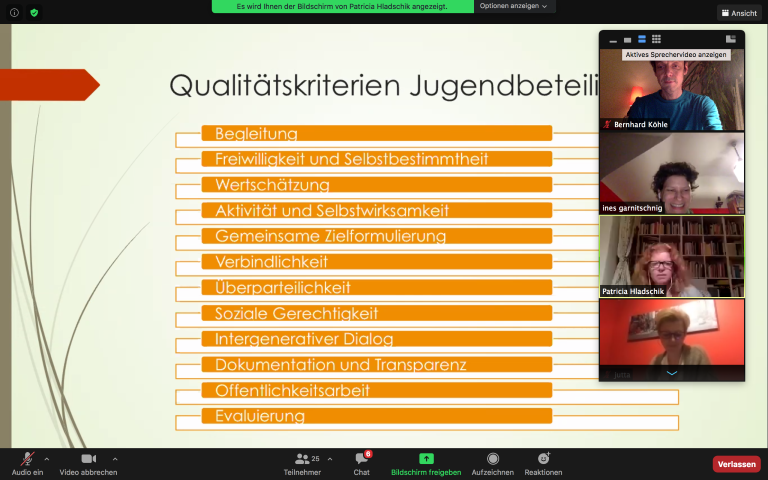 Es wird Ihnen der Bildschirm von Patricia Hladschik angezeigt.
Optionen anzeigen
Ansicht
Aktives Sprechervideo anzeigen
Qualitätskriterien Jugendbeteili
Begleitung
Freiwilligkeit und Selbstbestimmtheit
Wertschätzung
Aktivität und Selbstwirksamkeit
Gemeinsame Zielformulierung
Verbindlichkeit
Überparteilichkeit
Soziale Gerechtigkeit
Intergenerativer Dialog
Dokumentation und Transparenz
Öffentlichkeitsarbeit
Evaluierung
Bernhard Köhle
ines garnitschnig
Patricia Hladschik
jutta
Audio ein
Video abbrechen
25
Teilnehmer
6
Chat
Bildschirm freigeben
Aufzeichnen
Reaktionen
Verlassen